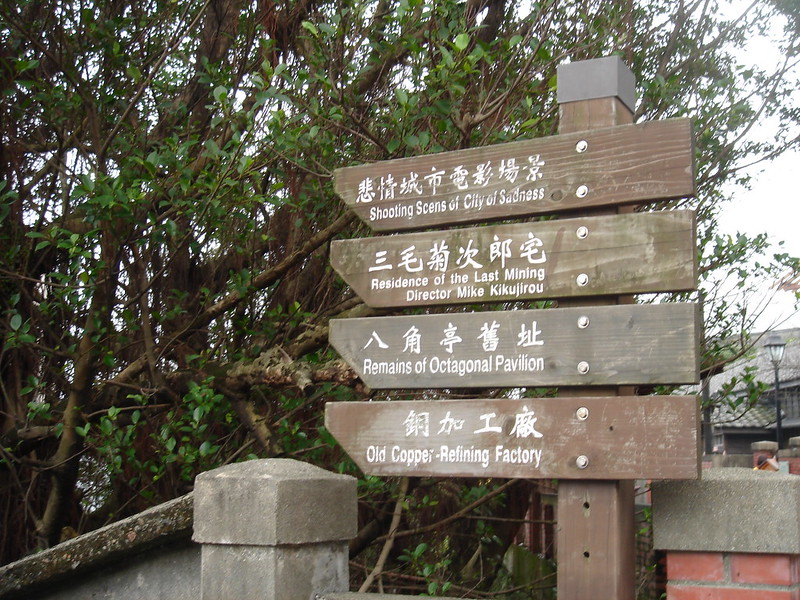 悲情城市電影場景
Shooting Scens of City of Sadness
三毛菊次郎宅
Residence of the Last Mining
Director Mike Kikujirou
八角亭舊址
Remains of Octagonal Pavilion
銅加工廠
Old Copper-Refining Factory